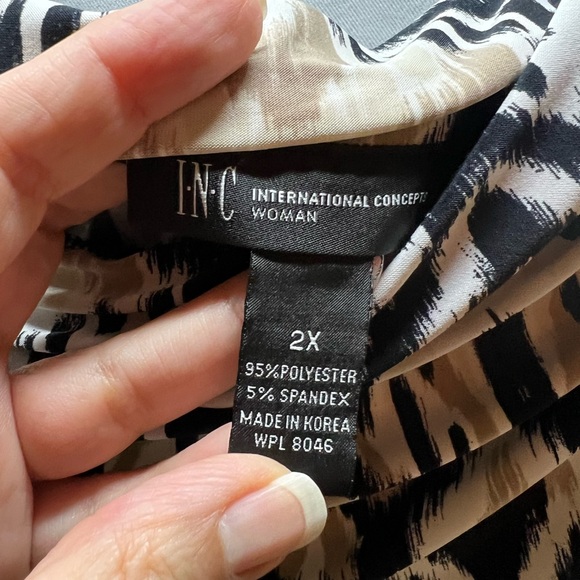 I·N·C INTERNATIONAL CONCEPTS
WOMAN
2X
95%POLYESTER
5% SPANDEX
MADE IN KOREA
WPL 8046